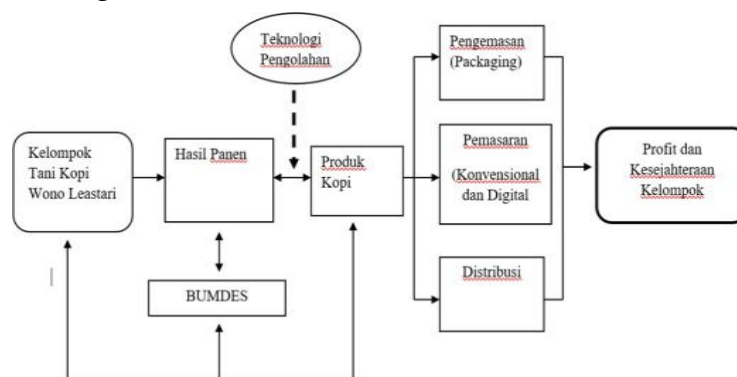 Teknologi
Pengolahan
Pengemasan
(Packaging)
Kelompok
Tani Kopi
Wono Leastari
Hasil Panen
Produk
Kopi
Pemasaran
(Konvensional
dan Digital
Profit dan
Kesejahteraan
Kelompok
BUMDES
Distribusi